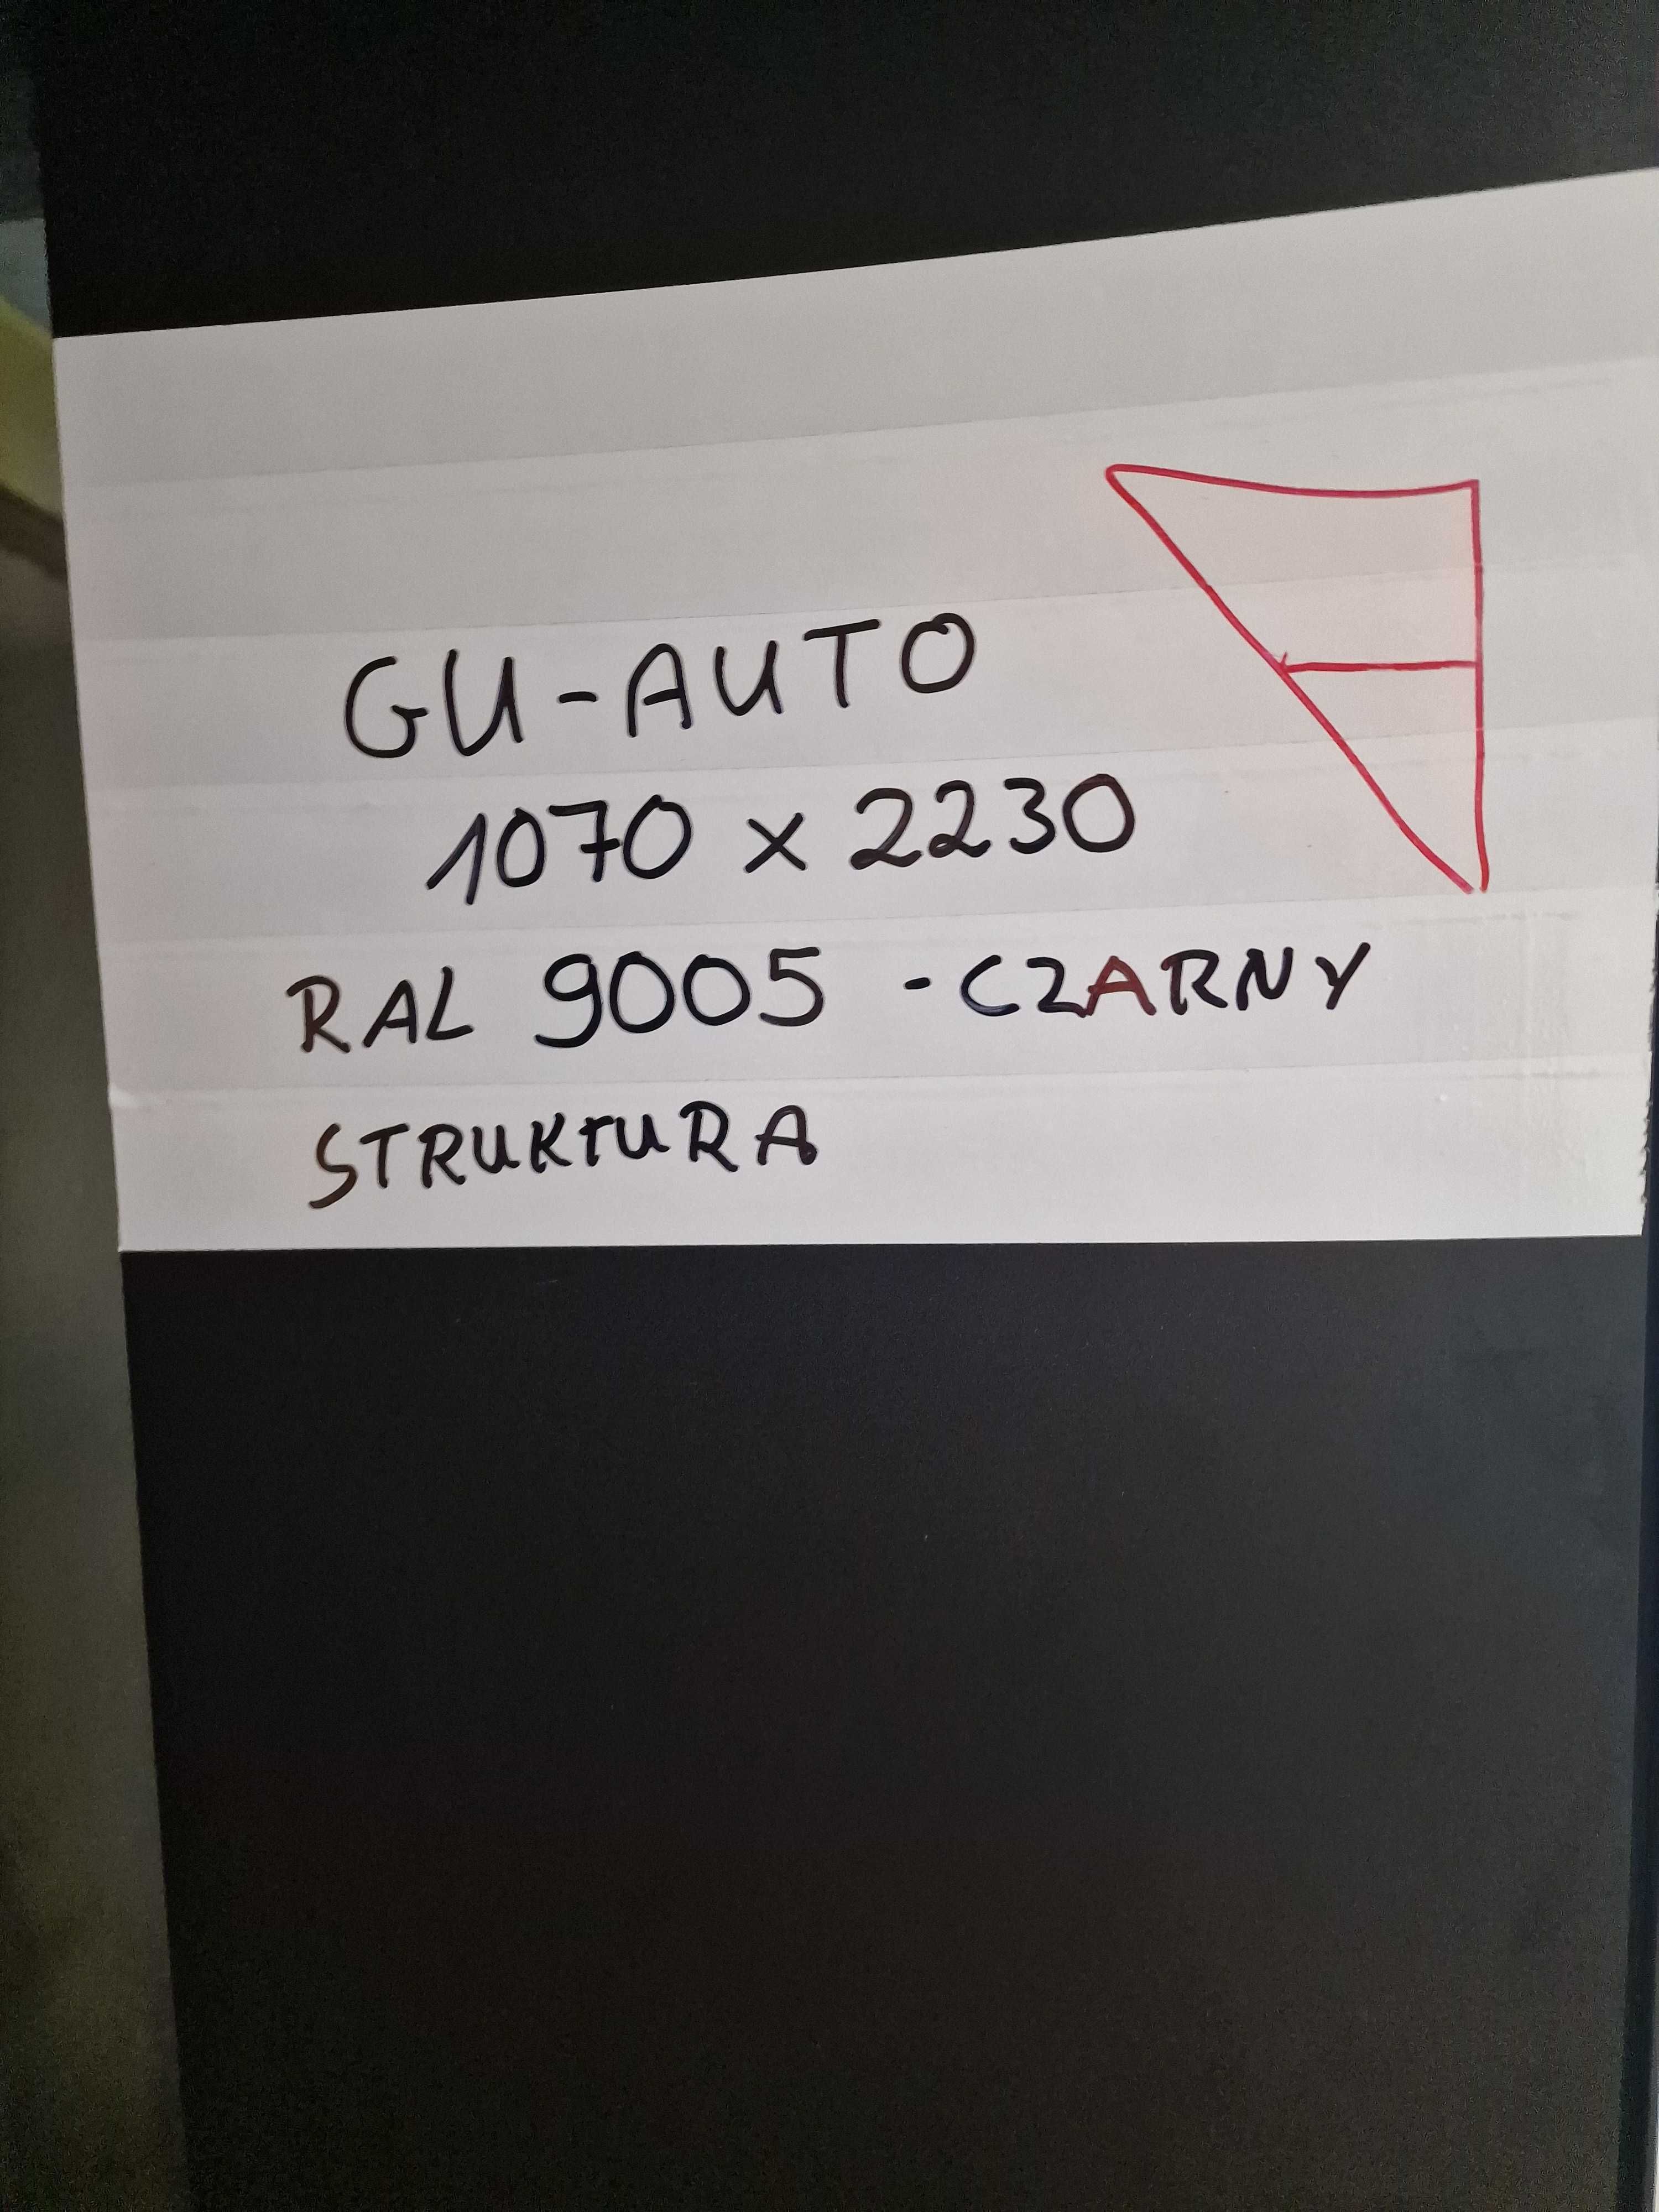 GU-AUTO
1070 x 2230
RAL 9005 - CZARNY
STRUKTURA